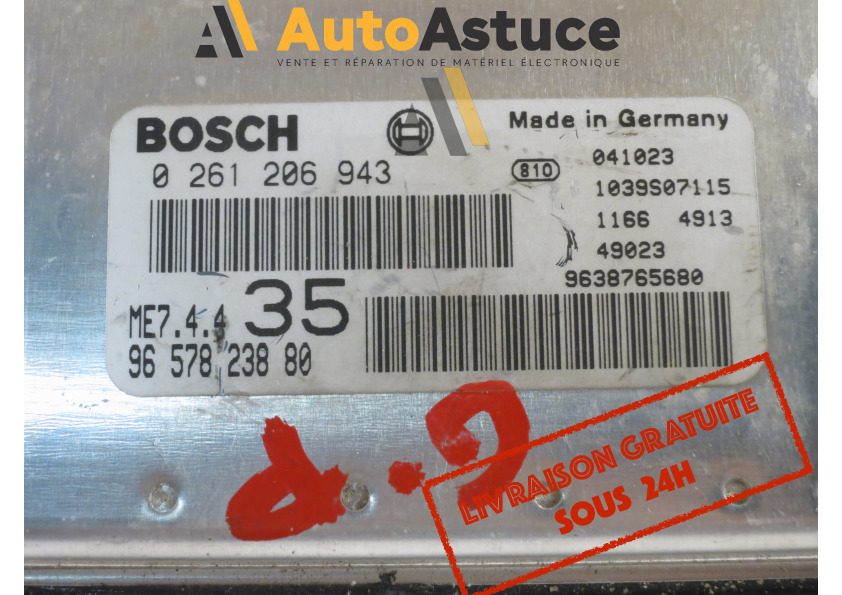 AutoAstuce
VENTE ET RÉPARATION DE MATÉRIEL ÉLECTRONIQUE
BOSCH
Made in Germany
0 261 206 943
810
041023
1039S07115
1166 4913
49023
9638765680
ME7.4.4
35
96 578 238 80
LIVRAISON GRATUITE
SOUS 24H